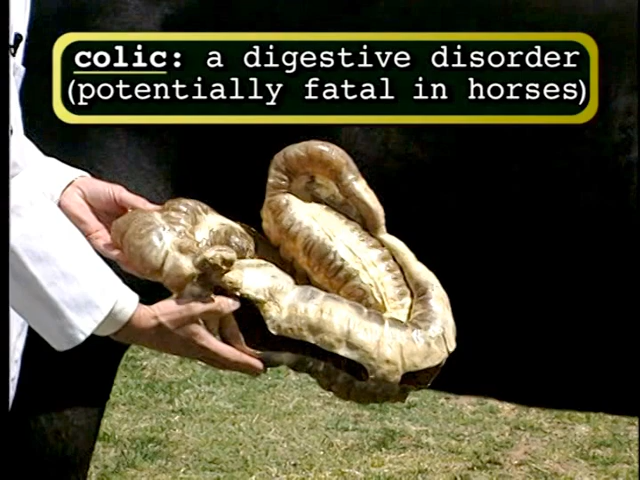 colic: a digestive disorder
(potentially fatal in horses)